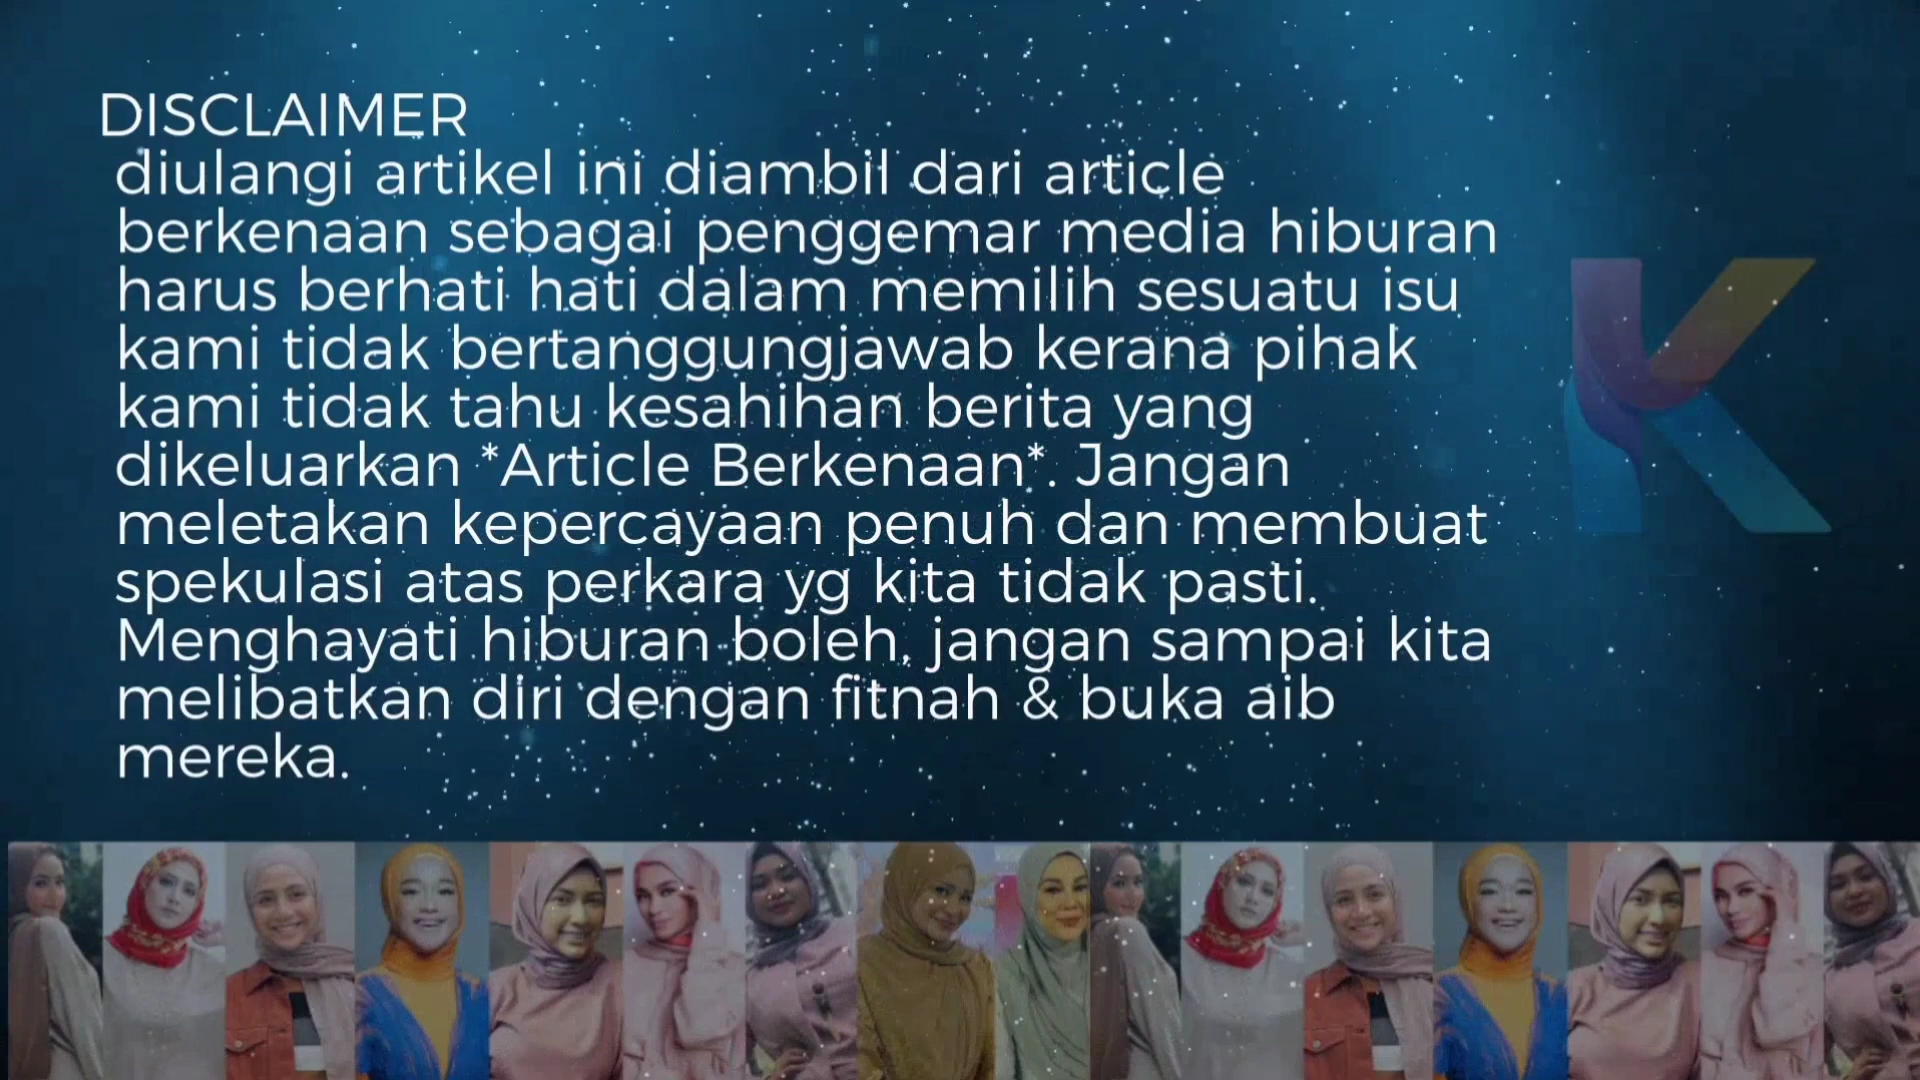 DISCLAIMER
diulangi artikel ini diambil dari article
berkenaan sebagai penggemar media hiburan
harus berhati hati dalam memilih sesuatu isu
kami tidak bertanggungjawab kerana pihak
kami tidak tahu kesahihan berita yang
dikeluarkan *Article Berkenaan*. Jangan
meletakan kepercayaan penuh dan membuat
spekulasi atas perkara yg kita tidak pasti.
Menghayati hiburan boleh, jangan sampai kita
melibatkan diri dengan fitnah & buka aib
mereka.
K